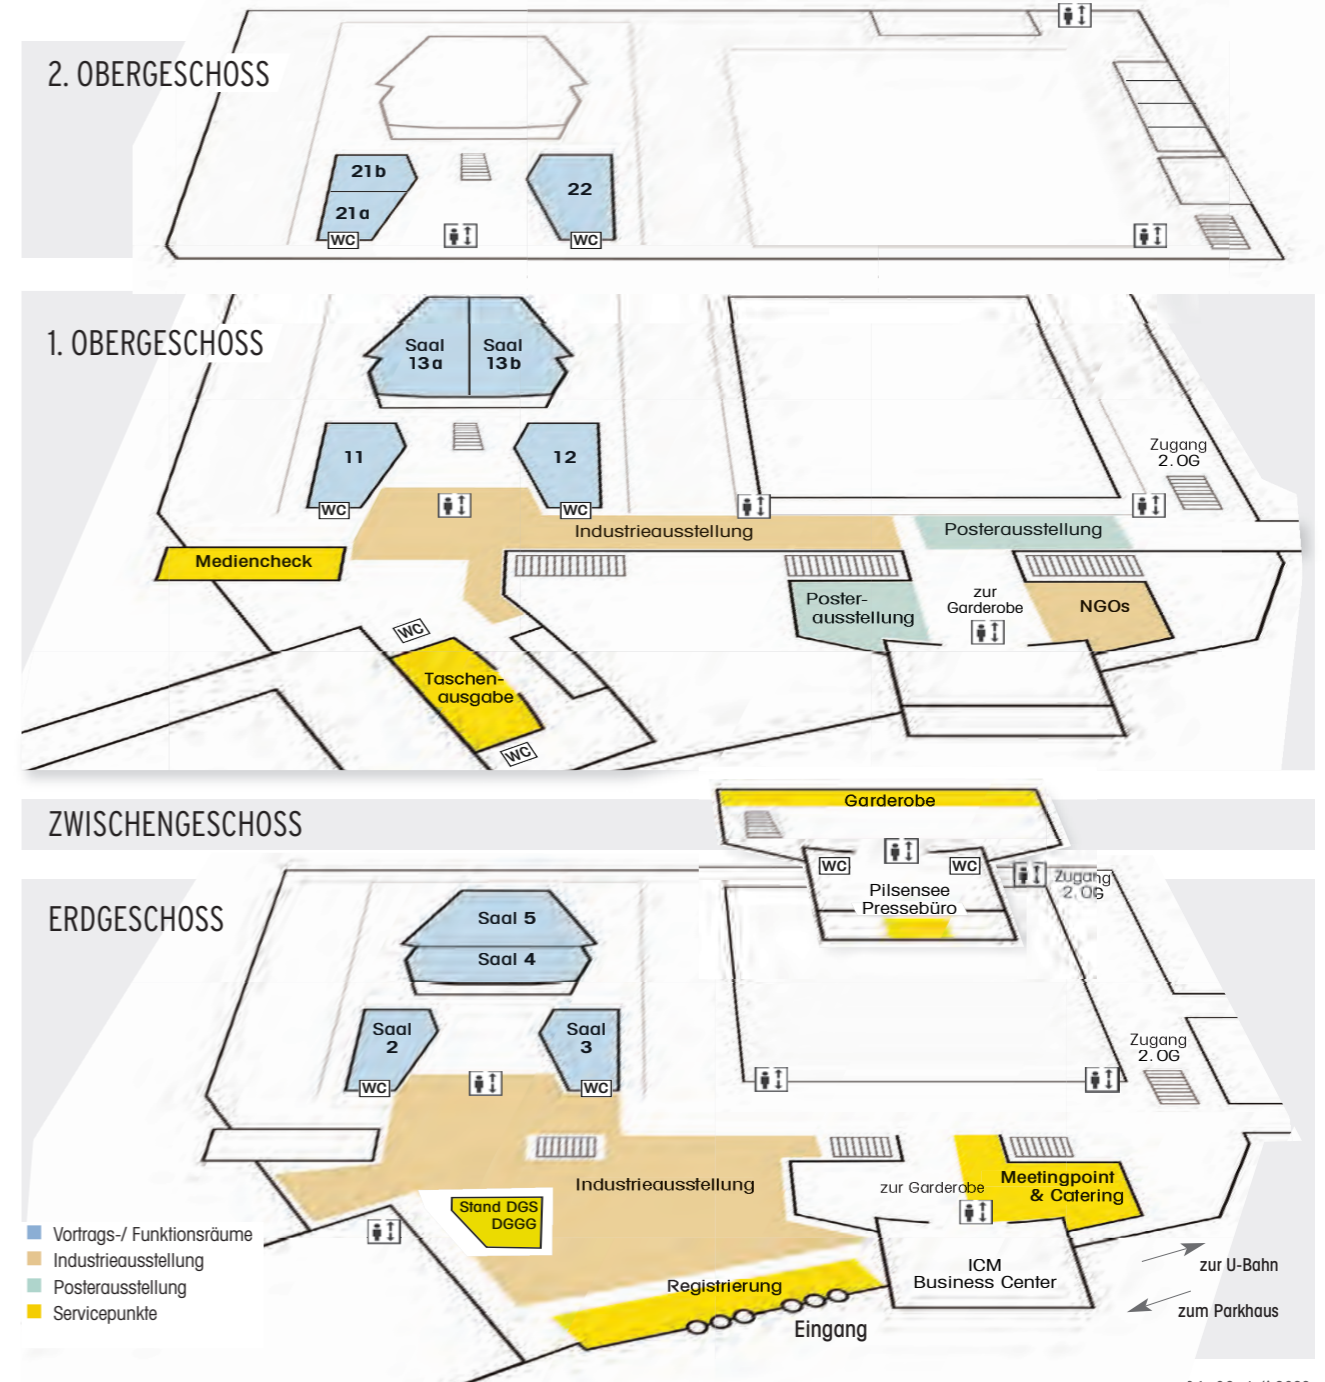 2. OBERGESCHOSS
21b
21a
22
WC
WC
1. OBERGESCHOSS
Saal
13a
Saal
13b
11
12
WC
WC
Zugang
2. OG
Industrieausstellung
Posterausstellung
Mediencheck
Poster-
ausstellung
zur
Garderobe
NGOs
WC
Taschen-
ausgabe
WC
ZWISCHENGESCHOSS
Garderobe
WC
WC
Pilsensee
Pressebüro
Zugang
2. OG
ERDGESCHOSS
Saal 5
Saal 4
Saal
2
Saal
3
WC
WC
Zugang
2. OG
Industrieausstellung
zur Garderobe
Meetingpoint
& Catering
Stand DGS
DGGG
ICM
Business Center
Registrierung
Eingang
zur U-Bahn
zum Parkhaus
Vortrags-/ Funktionsräume
Industrieausstellung
Posterausstellung
Servicepunkte